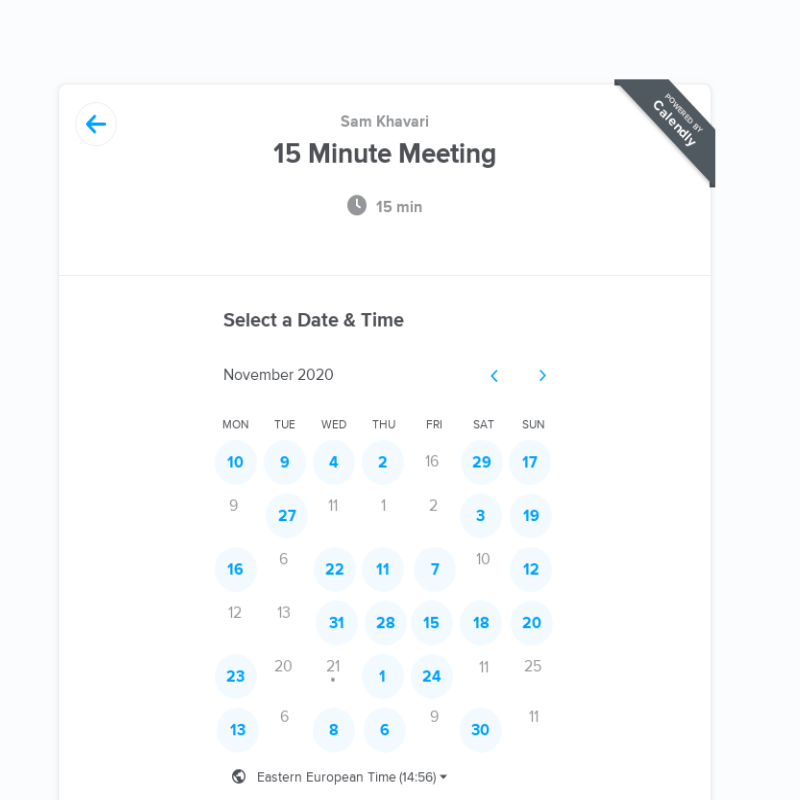 POWERED BY
Calendly
Sam Khavari
15 Minute Meeting
15 min
Select a Date & Time
November 2020
MON TUE WED THU FRI SAT SUN
10 9 4 2 16 29 17
9 27 11 1 2 3 19
16 6 22 11 7 10 12
12 13 31 28 15 18 20
23 20 21 1 24 11 25
13 6 8 6 9 30 11
Eastern European Time (14:56)